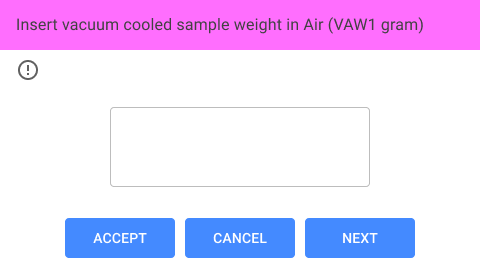 Insert vacuum cooled sample weight in Air (VAW1 gram)
ACCEPT CANCEL NEXT